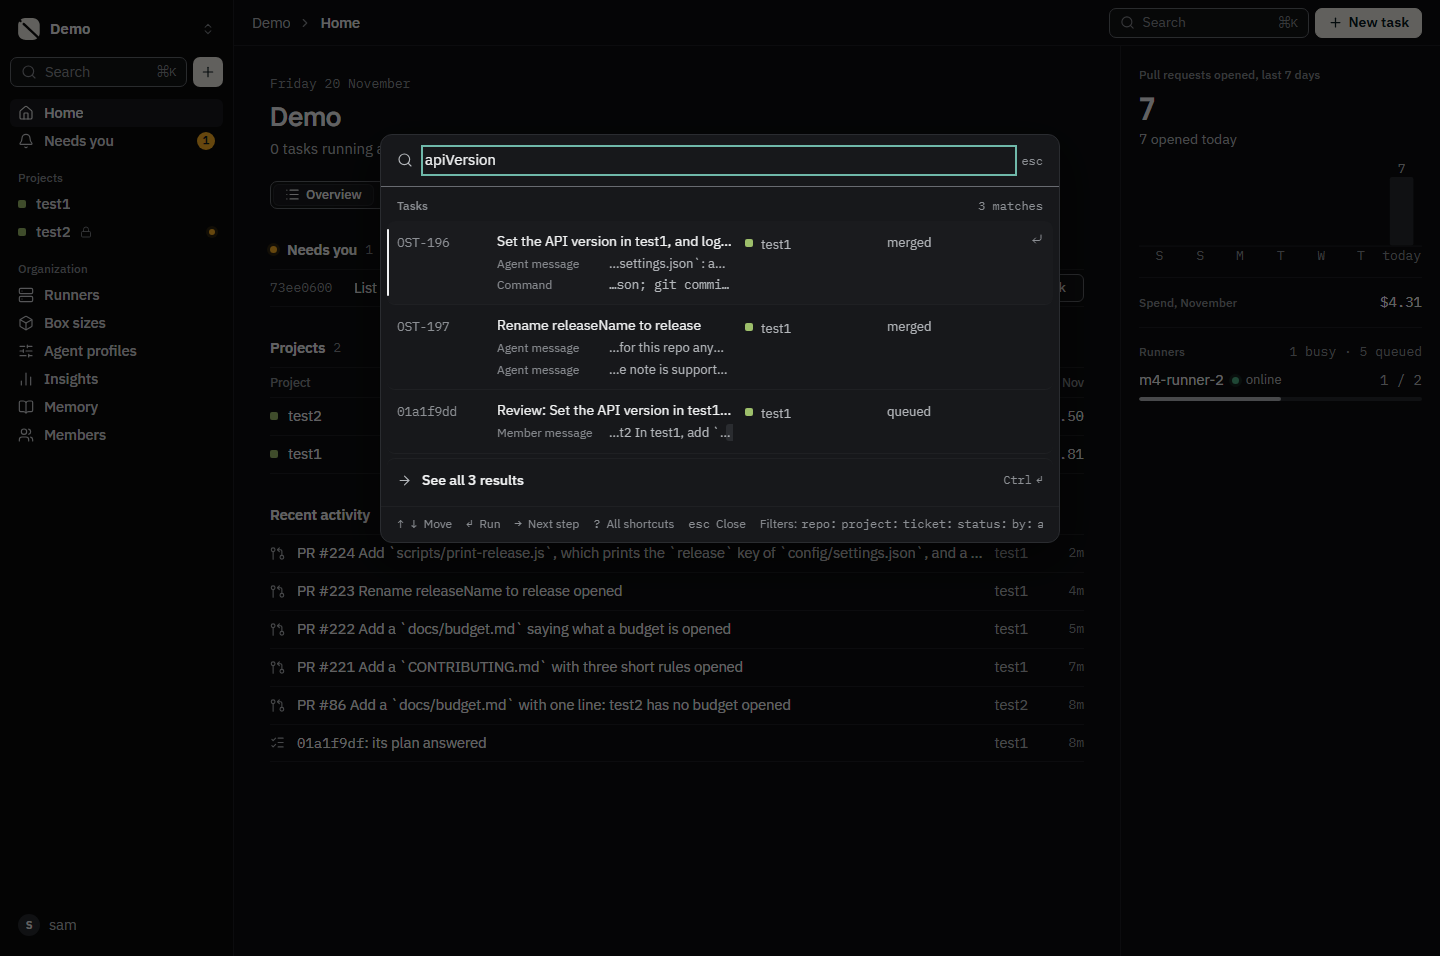 Demo
Search ⌘K
+
Home
Needs you 1
Projects
test1
test2
Organization
Runners
Box sizes
Agent profiles
Insights
Memory
Members
S sam
Demo > Home
Search ⌘K
+ New task
Friday 20 November
Demo
0 tasks running
Overview
Needs you 1
73ee0600 List
Projects 2
Project Nov
test2 .50
test1 .81
Recent activity
PR #224 Add `scripts/print-release.js`, which prints the `release` key of `config/settings.json`, and a ... test1 2m
PR #223 Rename releaseName to release opened test1 4m
PR #222 Add a `docs/budget.md` saying what a budget is opened test1 5m
PR #221 Add a `CONTRIBUTING.md` with three short rules opened test1 7m
PR #86 Add a `docs/budget.md` with one line: test2 has no budget opened test2 8m
01a1f9df: its plan answered test1 8m
apiVersion esc
Tasks 3 matches
OST-196 Set the API version in test1, and log... test1 merged ↵
Agent message ...settings.json`: a...
Command ...son; git commi...
OST-197 Rename releaseName to release test1 merged
Agent message ...for this repo any...
Agent message ...e note is support...
01a1f9dd Review: Set the API version in test1... test1 queued
Member message ...t2 In test1, add `...
→ See all 3 results Ctrl ↵
↑ ↓ Move ↵ Run → Next step ? All shortcuts esc Close Filters: repo: project: ticket: status: by: a
Pull requests opened, last 7 days
7
7 opened today
7
S S M T W T today
Spend, November $4.31
Runners 1 busy · 5 queued
m4-runner-2 online 1 / 2